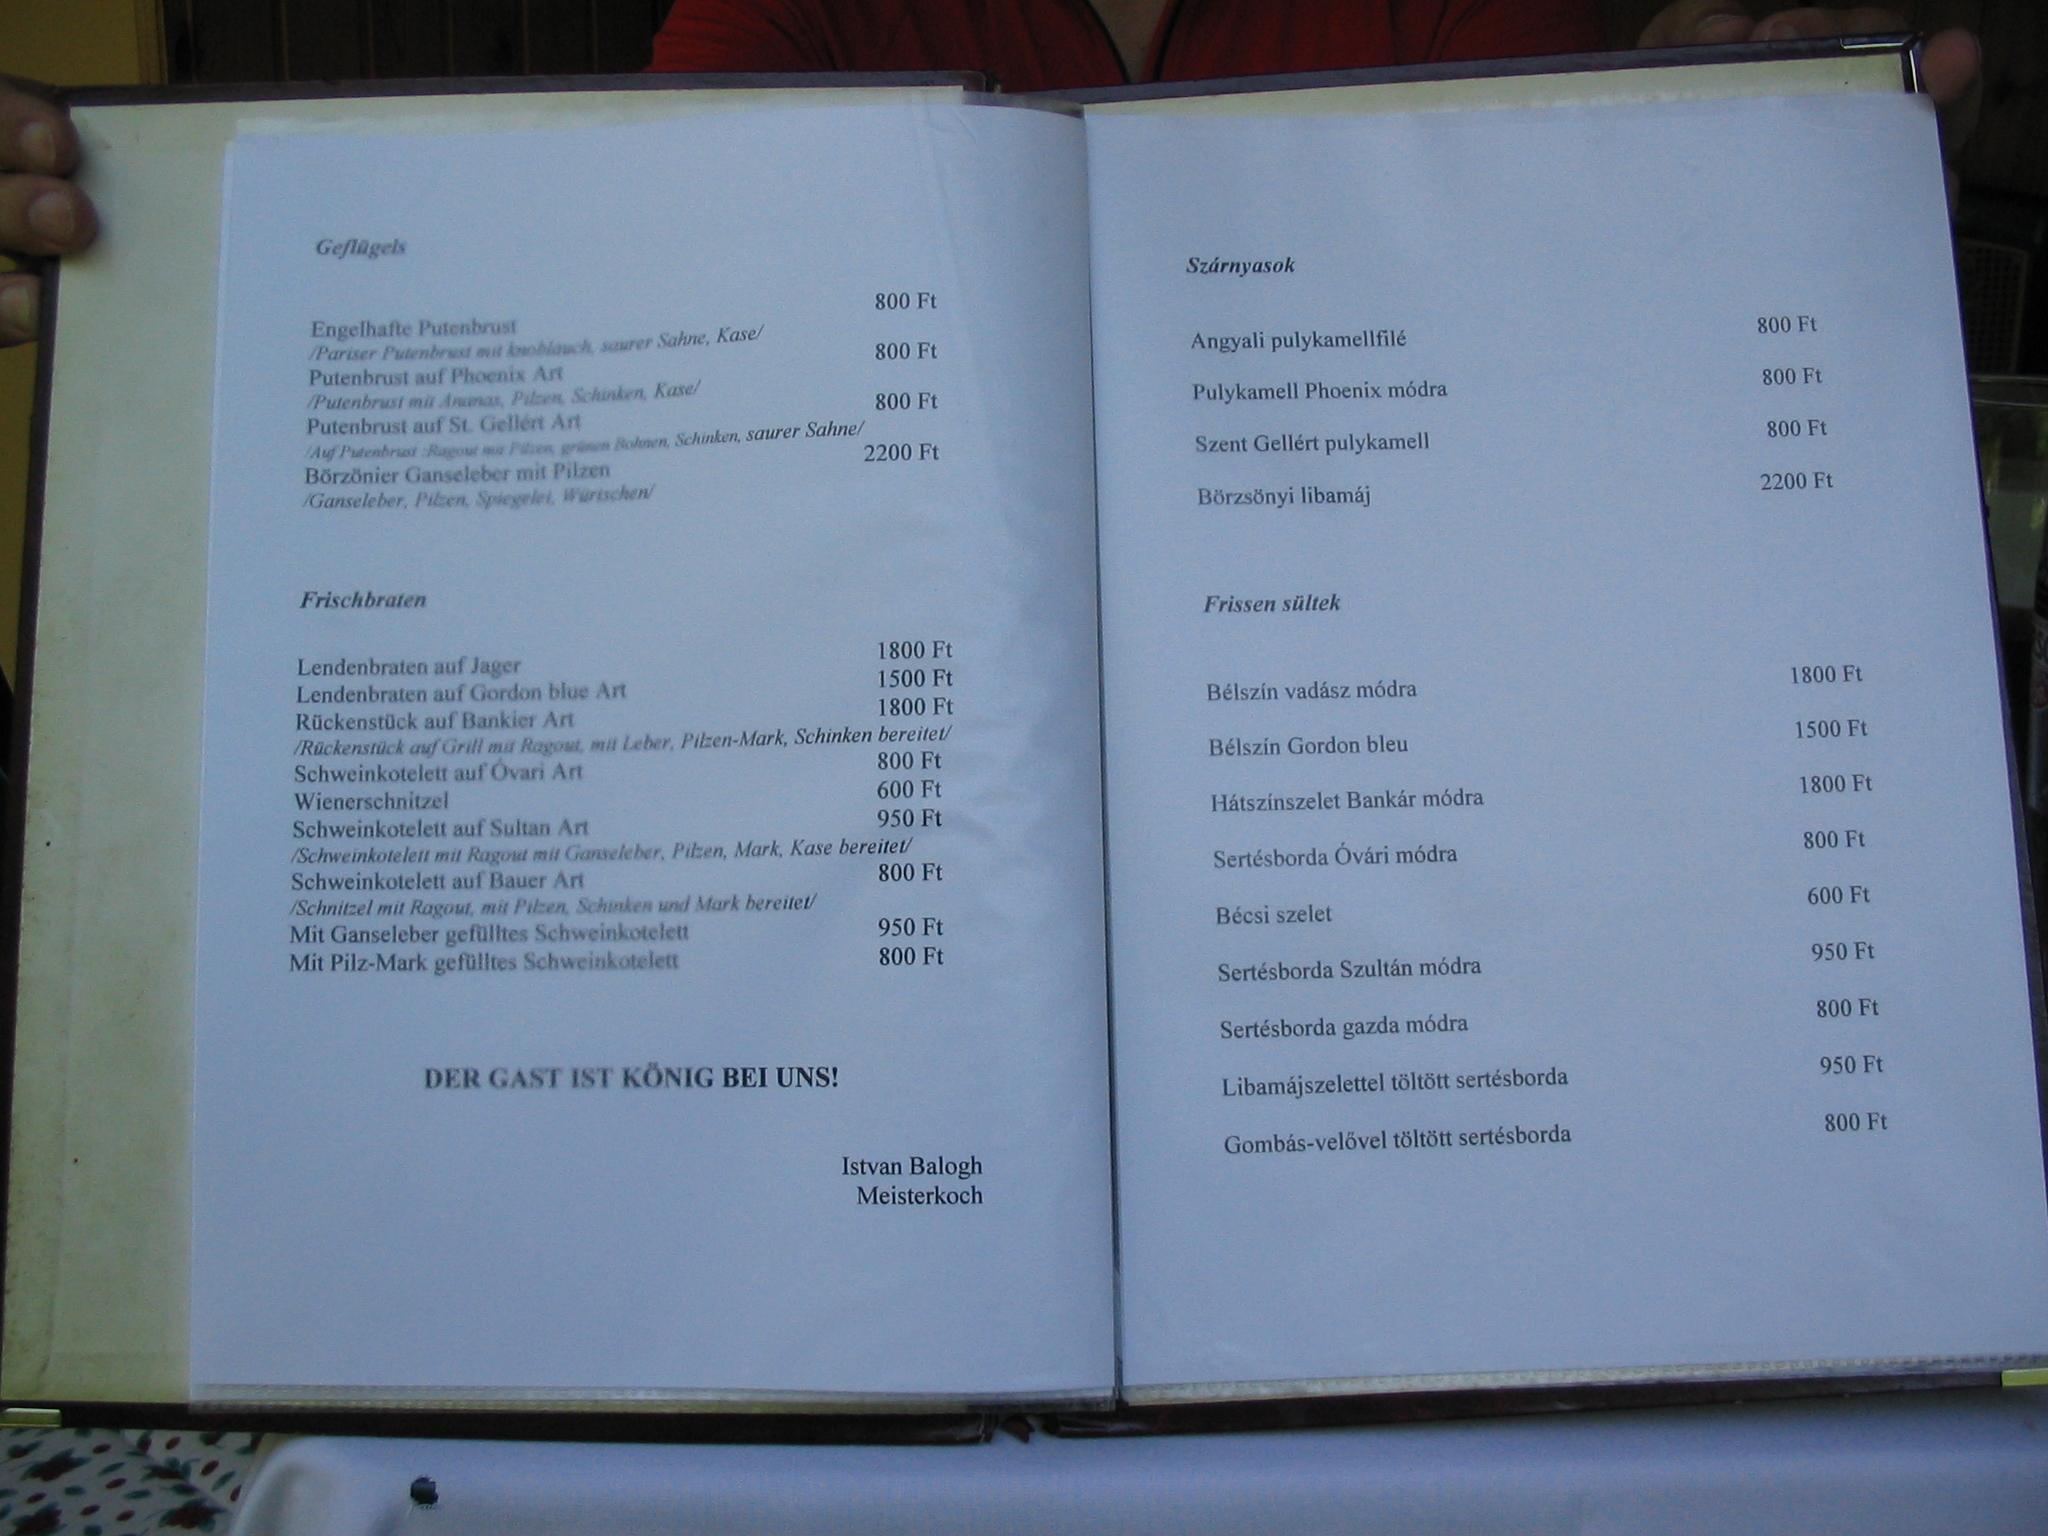 Geflügels
800 Ft
Engelhafte Putenbrust
/Pariser Putenbrust mit knoblauch, saurer Sahne, Kase/
800 Ft
Putenbrust auf Phoenix Art
/Putenbrust mit Ananas, Pilzen, Schinken, Kase/
800 Ft
Putenbrust auf St. Gellért Art
/Auf Putenbrust :Ragout mit Pilzen, grünen Bohnen, Schinken, saurer Sahne/
2200 Ft
Börzönier Ganseleber mit Pilzen
/Ganseleber, Pilzen, Spiegelei, Würischen/
Frischbraten
Lendenbraten auf Jager 1800 Ft
Lendenbraten auf Gordon blue Art 1500 Ft
Rückenstück auf Bankier Art 1800 Ft
/Rückenstück auf Grill mit Ragout, mit Leber, Pilzen-Mark, Schinken bereitet/
Schweinkotelett auf Óvari Art 800 Ft
Wienerschnitzel 600 Ft
Schweinkotelett auf Sultan Art 950 Ft
/Schweinkotelett mit Ragout mit Ganseleber, Pilzen, Mark, Kase bereitet/
Schweinkotelett auf Bauer Art 800 Ft
/Schnitzel mit Ragout, mit Pilzen, Schinken und Mark bereitet/
Mit Ganseleber gefülltes Schweinkotelett 950 Ft
Mit Pilz-Mark gefülltes Schweinkotelett 800 Ft
DER GAST IST KÖNIG BEI UNS!
Istvan Balogh
Meisterkoch
Szárnyasok
Angyali pulykamellfilé 800 Ft
Pulykamell Phoenix módra 800 Ft
Szent Gellért pulykamell 800 Ft
Börzsönyi libamáj 2200 Ft
Frissen sültek
Bélszín vadász módra 1800 Ft
Bélszín Gordon bleu 1500 Ft
Hátszínszelet Bankár módra 1800 Ft
Sertésborda Óvári módra 800 Ft
Bécsi szelet 600 Ft
Sertésborda Szultán módra 950 Ft
Sertésborda gazda módra 800 Ft
Libamájszelettel töltött sertésborda 950 Ft
Gombás-velővel töltött sertésborda 800 Ft